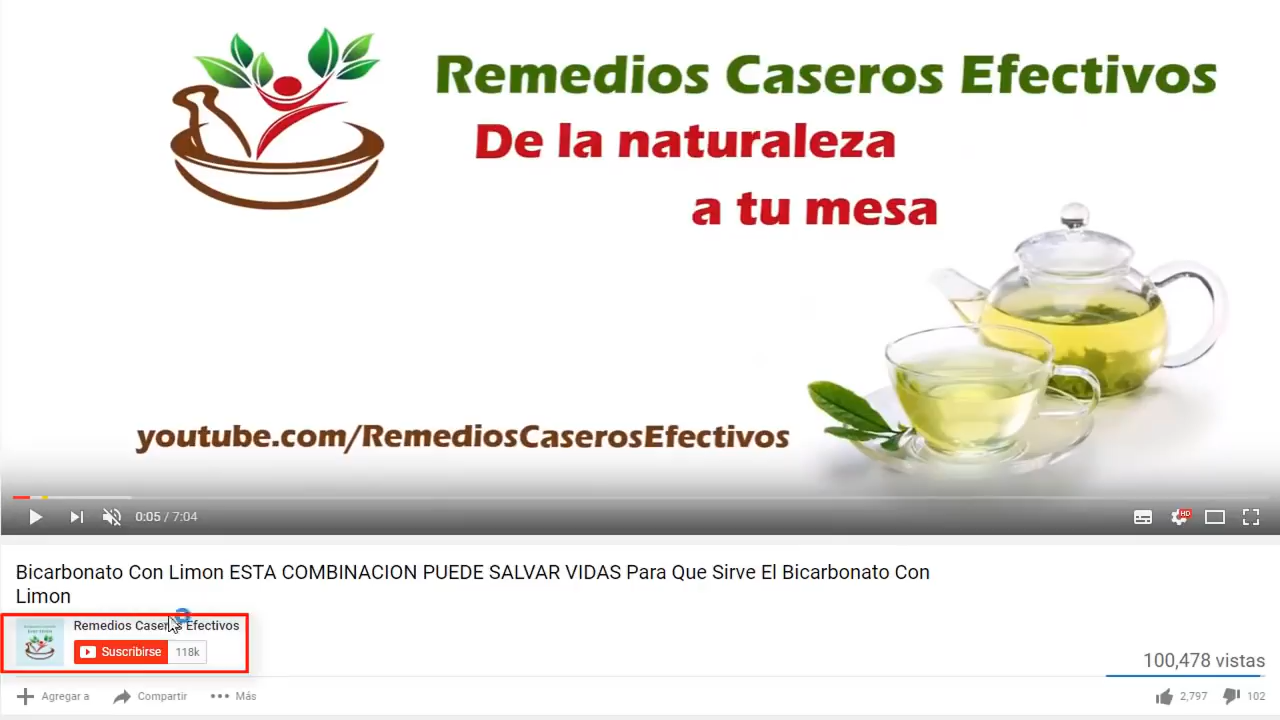 Remedios Caseros Efectivos
De la naturaleza
a tu mesa
youtube.com/RemediosCaserosEfectivos
0:05 / 7:04
HD
Bicarbonato Con Limon ESTA COMBINACION PUEDE SALVAR VIDAS Para Que Sirve El Bicarbonato Con
Limon
Remedios Caseros Efectivos
Suscribirse 118k
100,478 vistas
Agregar a Compartir Más 2,797 102